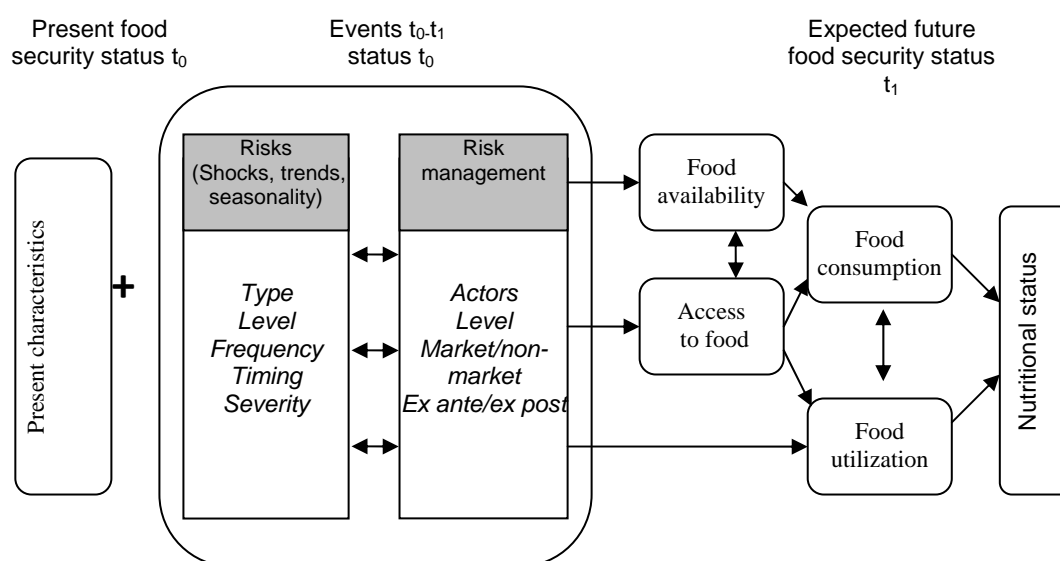 Present food
security status t₀
Events t₀-t₁
status t₀
Expected future
food security status
t₁
Present characteristics
+
Risks
(Shocks, trends,
seasonality)
Type
Level
Frequency
Timing
Severity
Risk
management
Actors
Level
Market/non-
market
Ex ante/ex post
Food
availability
Access
to food
Food
consumption
Food
utilization
Nutritional status